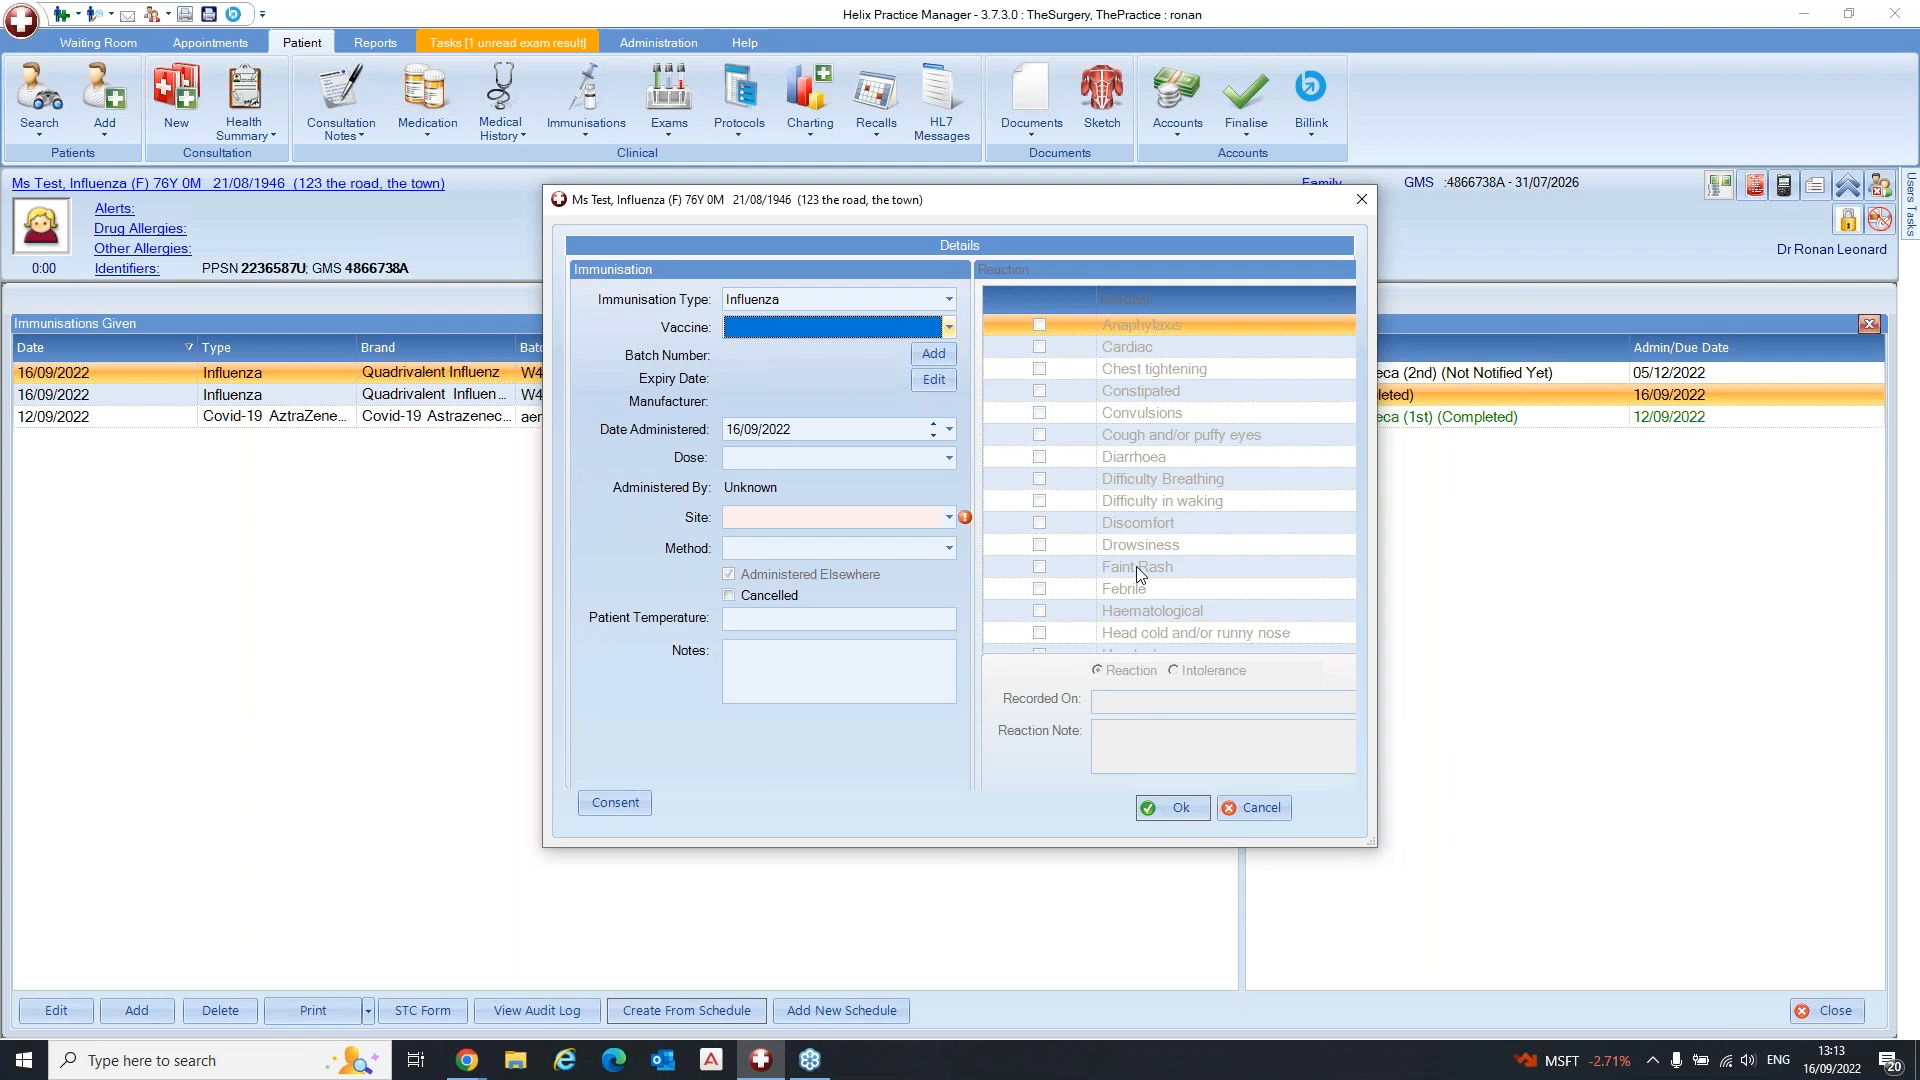 Helix Practice Manager - 3.7.3.0 : TheSurgery, ThePractice : ronan
Waiting Room Appointments Patient Reports Tasks [1 unread exam result] Administration Help
Search Add New Health Summary Consultation Notes Medication Medical History Immunisations Exams Protocols Charting Recalls HL7 Messages Documents Sketch Accounts Finalise Billink
Patients Consultation Clinical Documents Accounts
Ms Test, Influenza (F) 76Y 0M 21/08/1946 (123 the road, the town)
Family
GMS :4866738A - 31/07/2026
Users Tasks
Alerts:
Drug Allergies:
Other Allergies:
Dr Ronan Leonard
0:00 Identifiers: PPSN 2236587U; GMS 4866738A
Immunisations Given
Date Type Brand Batc
16/09/2022 Influenza Quadrivalent Influenz W4
16/09/2022 Influenza Quadrivalent Influen... W4
12/09/2022 Covid-19 AztraZene... Covid-19 Astrazenec... aer
Admin/Due Date
eca (2nd) (Not Notified Yet) 05/12/2022
leted) 16/09/2022
eca (1st) (Completed) 12/09/2022
Ms Test, Influenza (F) 76Y 0M 21/08/1946 (123 the road, the town)
Details
Immunisation
Immunisation Type: Influenza
Vaccine:
Batch Number: Add
Expiry Date: Edit
Manufacturer:
Date Administered: 16/09/2022
Dose:
Administered By: Unknown
Site:
Method:
Administered Elsewhere
Cancelled
Patient Temperature:
Notes:
Consent
Reaction
Reaction
Anaphylaxis
Cardiac
Chest tightening
Constipated
Convulsions
Cough and/or puffy eyes
Diarrhoea
Difficulty Breathing
Difficulty in waking
Discomfort
Drowsiness
Faint Rash
Febrile
Haematological
Head cold and/or runny nose
Reaction Intolerance
Recorded On:
Reaction Note:
Ok Cancel
Edit Add Delete Print STC Form View Audit Log Create From Schedule Add New Schedule Close
Type here to search
MSFT -2.71% ENG
13:13
16/09/2022
20